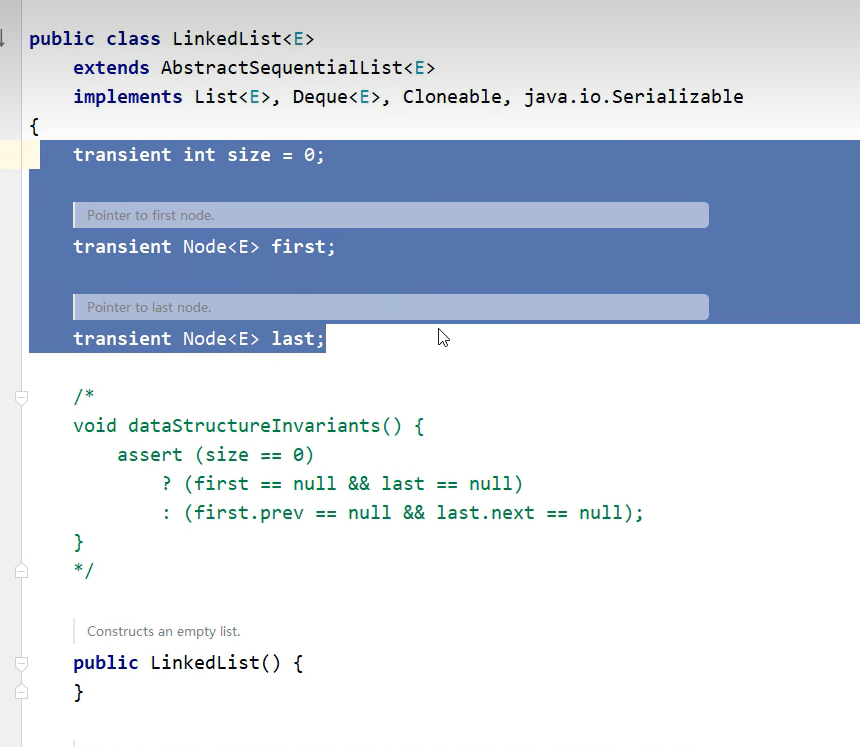 public class LinkedList<E>
extends AbstractSequentialList<E>
implements List<E>, Deque<E>, Cloneable, java.io.Serializable
{
transient int size = 0;
Pointer to first node.
transient Node<E> first;
Pointer to last node.
transient Node<E> last;
/*
void dataStructureInvariants() {
assert (size == 0)
? (first == null && last == null)
: (first.prev == null && last.next == null);
}
*/
Constructs an empty list.
public LinkedList() {
}